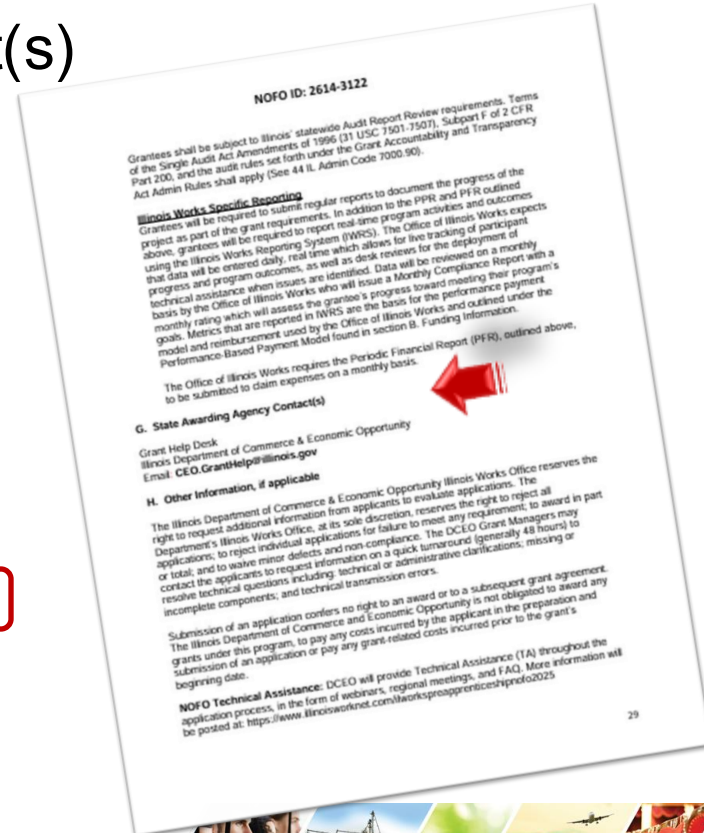 t(s)
NOFO ID: 2614-3122
Grantees shall be subject to Illinois' statewide Audit Report Review requirements. Terms
of the Single Audit Act Amendments of 1996 (31 USC 7501-7507), Subpart F of 2 CFR
Part 200, and the audit rules set forth under the Grant Accountability and Transparency
Act Admin Rules shall apply (See 44 IL Admin Code 7000.90).
Illinois Works Specific Reporting
Grantees will be required to submit regular reports to document the progress of the
project as part of the grant requirements. In addition to the PPR and PFR outlined
above, grantees will be required to report real-time program activities and outcomes
using the Illinois Works Reporting System (IWRS). The Office of Illinois Works expects
that data will be entered daily, real time which allows for live tracking of participant
progress and program outcomes, as well as desk reviews for the deployment of
technical assistance when issues are identified. Data will be reviewed on a monthly
basis by the Office of Illinois Works who will issue a Monthly Compliance Report with a
monthly rating which will assess the grantee's progress toward meeting their program's
goals. Metrics that are reported in IWRS are the basis for the performance payment
model and reimbursement used by the Office of Illinois Works and outlined under the
Performance-Based Payment Model found in section B. Funding Information.
The Office of Illinois Works requires the Periodic Financial Report (PFR), outlined above,
to be submitted to claim expenses on a monthly basis.
G. State Awarding Agency Contact(s)
Grant Help Desk
Illinois Department of Commerce & Economic Opportunity
Email: CEO.GrantHelp@illinois.gov
H. Other Information, if applicable
The Illinois Department of Commerce & Economic Opportunity Illinois Works Office reserves the
right to request additional information from applicants to evaluate applications. The
Department's Illinois Works Office, at its sole discretion, reserves the right to reject all
applications; to reject individual applications for failure to meet any requirement; to award in part
or total; and to waive minor defects and non-compliance. The DCEO Grant Managers may
contact the applicants to request information on a quick turnaround (generally 48 hours) to
resolve technical questions including: technical or administrative clarifications; missing or
incomplete components; and technical transmission errors.
Submission of an application confers no right to an award or to a subsequent grant agreement.
The Illinois Department of Commerce and Economic Opportunity is not obligated to award any
grants under this program, to pay any costs incurred by the applicant in the preparation and
submission of an application or pay any grant-related costs incurred prior to the grant's
beginning date.
NOFO Technical Assistance: DCEO will provide Technical Assistance (TA) throughout the
application process, in the form of webinars, regional meetings, and FAQ. More information will
be posted at: https://www.illinoisworknet.com/ilworkspreapprenticeshipnofo2025
29